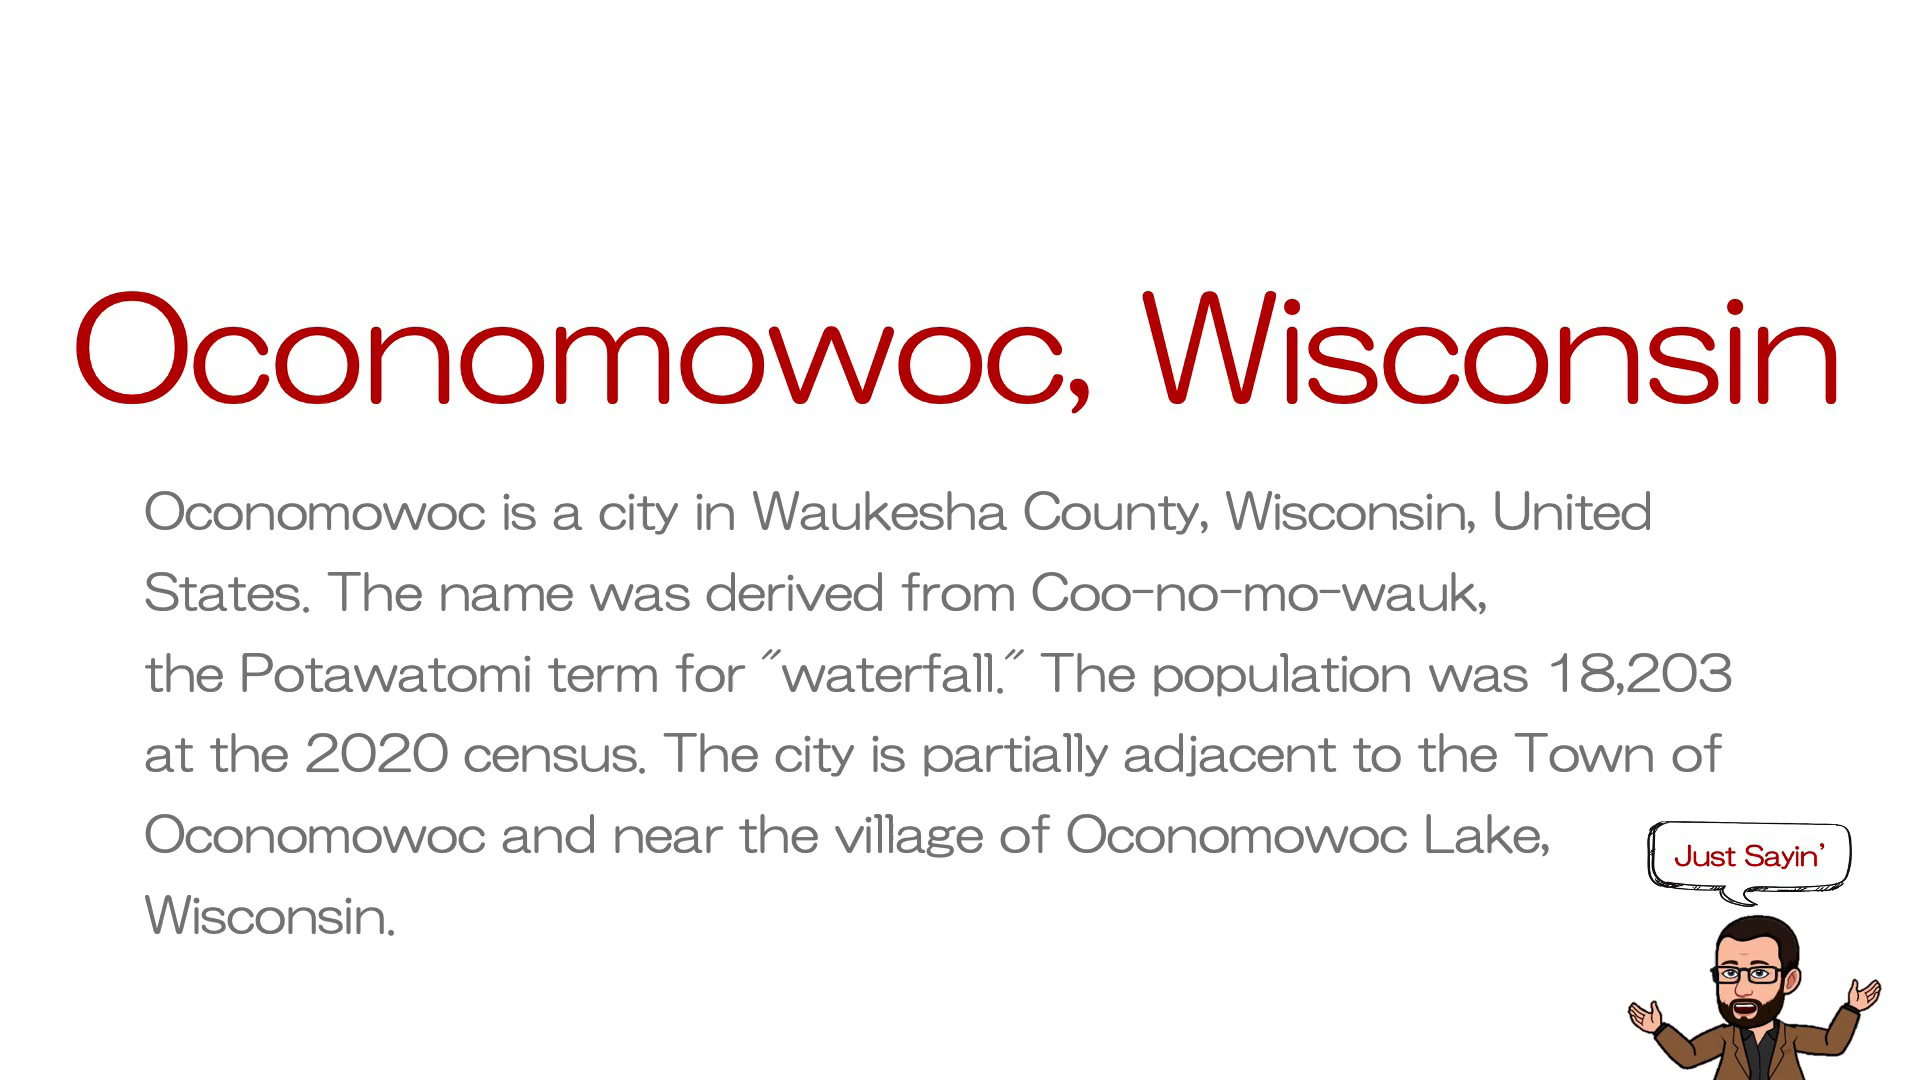 Oconomowoc, Wisconsin
Oconomowoc is a city in Waukesha County, Wisconsin, United
States. The name was derived from Coo-no-mo-wauk,
the Potawatomi term for "waterfall." The population was 18,203
at the 2020 census. The city is partially adjacent to the Town of
Oconomowoc and near the village of Oconomowoc Lake,
Wisconsin.
Just Sayin'